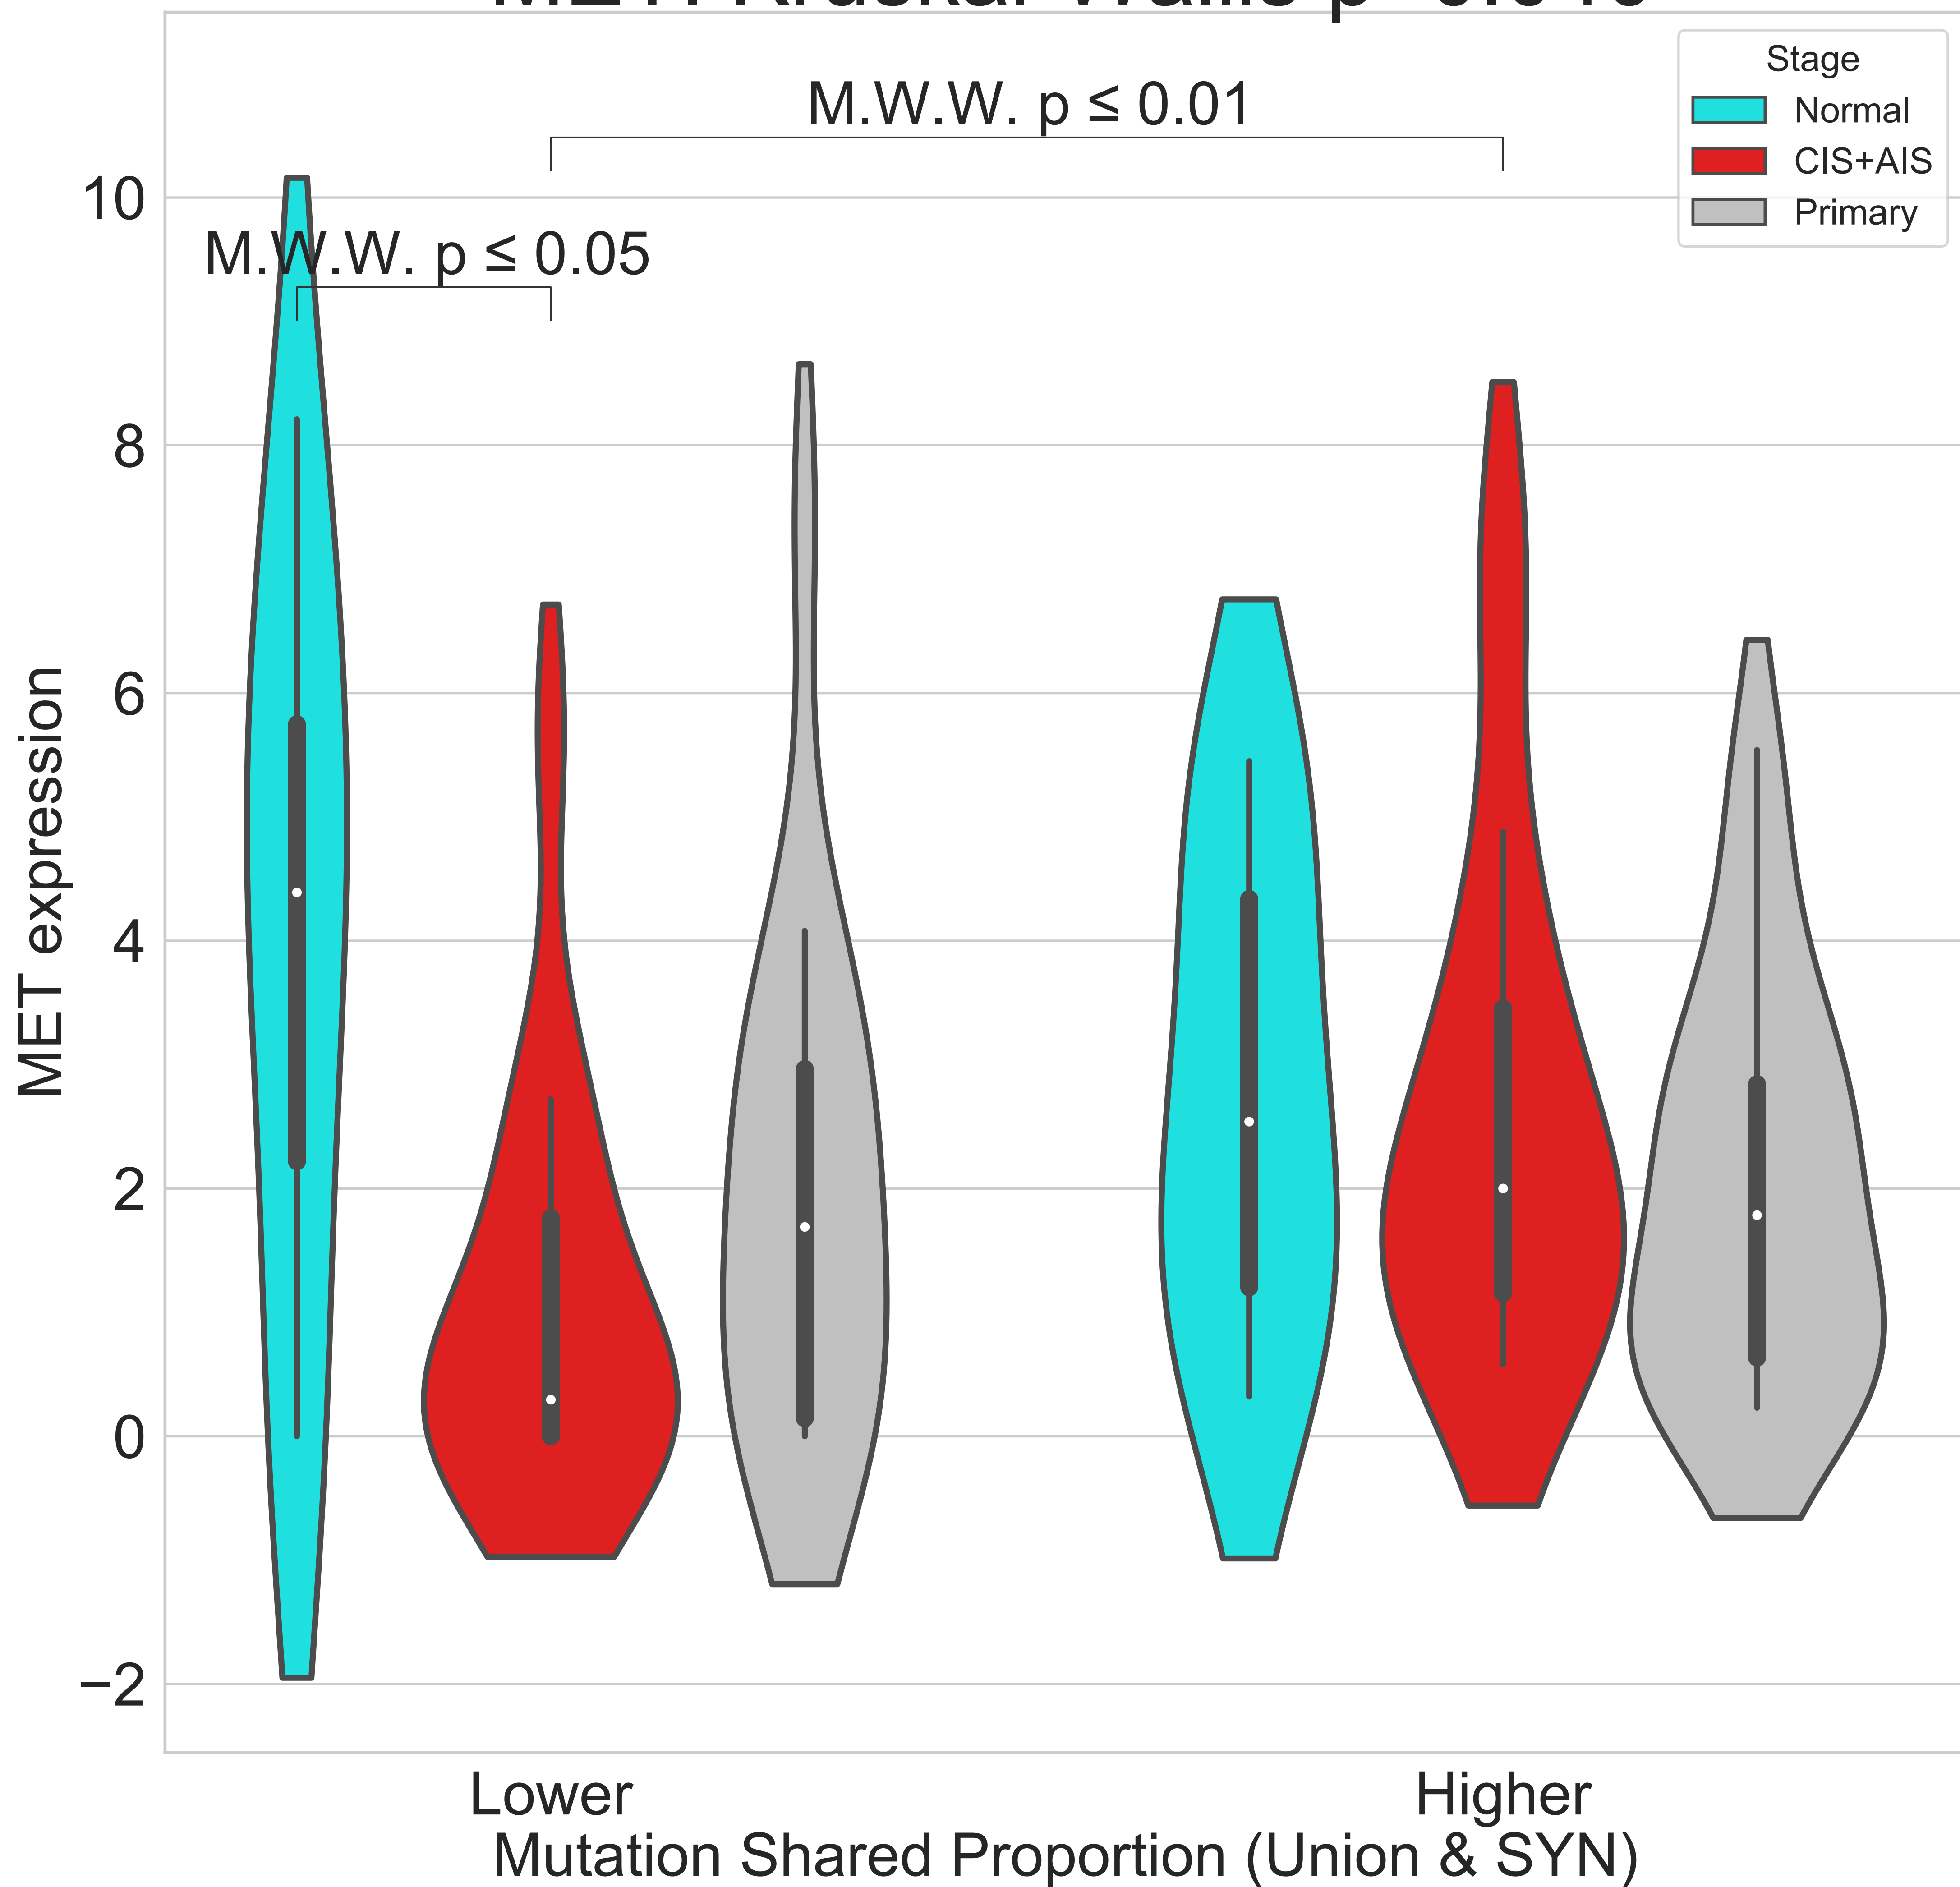 Stage
Normal
CIS+AIS
Primary
M.W.W. p ≤ 0.01
M.W.W. p ≤ 0.05
10
8
6
4
2
0
−2
MET expression
Lower
Higher
Mutation Shared Proportion (Union & SYN)